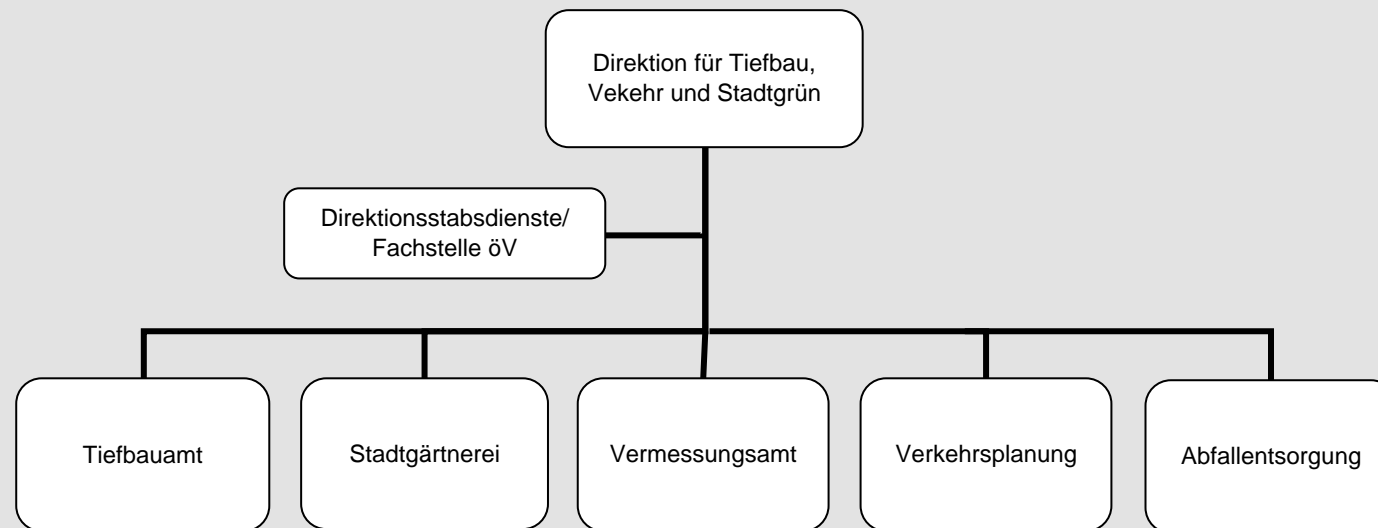 Direktion für Tiefbau,
Vekehr und Stadtgrün
Direktionsstabsdienste/
Fachstelle öV
Tiefbauamt
Stadtgärtnerei
Vermessungsamt
Verkehrsplanung
Abfallentsorgung